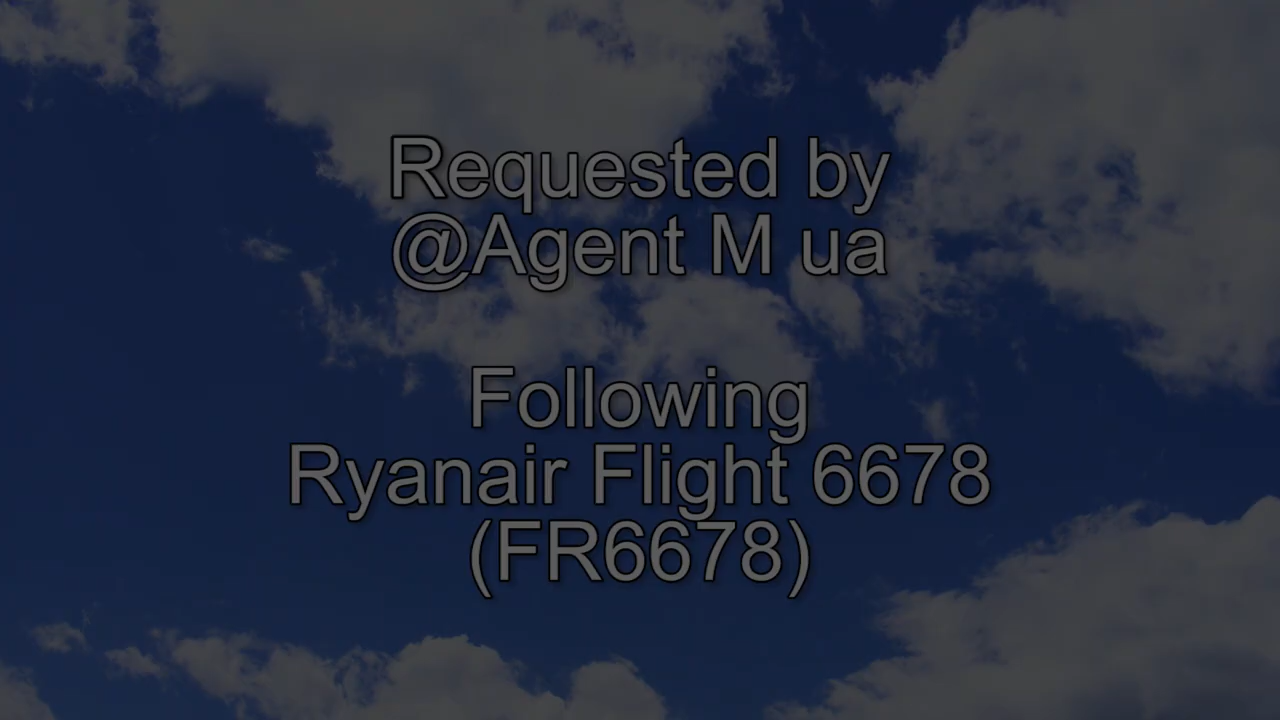 Requested by
@Agent M ua
Following
Ryanair Flight 6678
(FR6678)